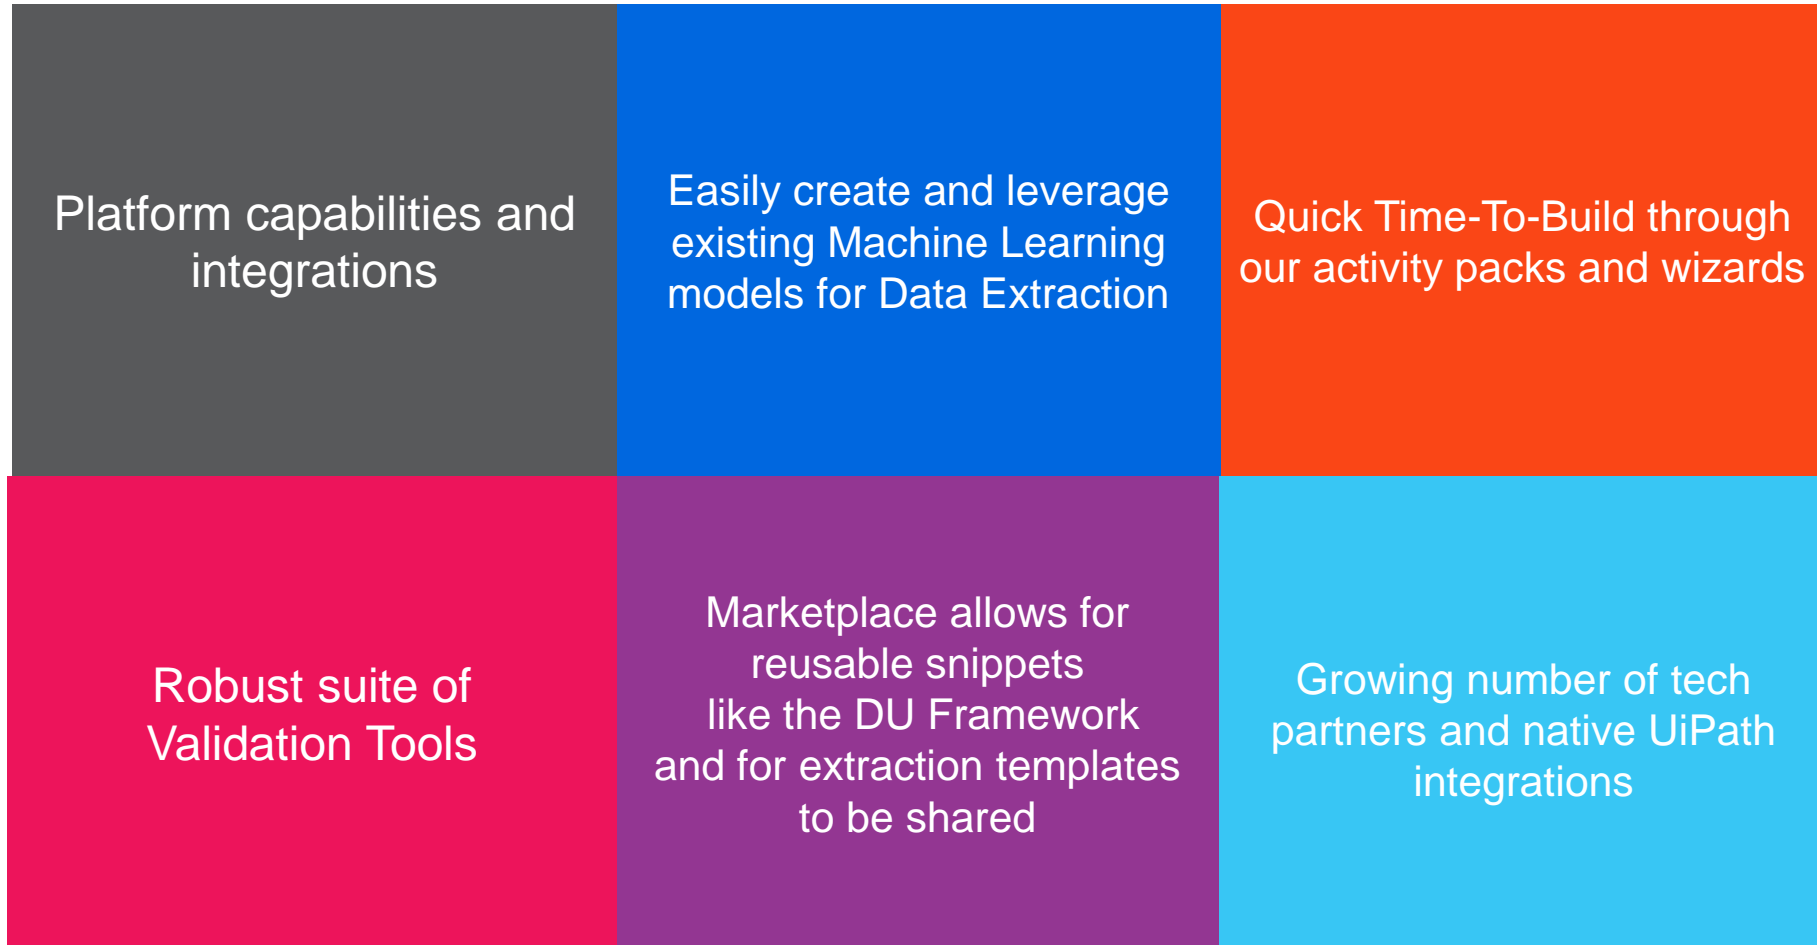 Platform capabilities and
integrations
Easily create and leverage
existing Machine Learning
models for Data Extraction
Quick Time-To-Build through
our activity packs and wizards
Robust suite of
Validation Tools
Marketplace allows for
reusable snippets
like the DU Framework
and for extraction templates
to be shared
Growing number of tech
partners and native UiPath
integrations